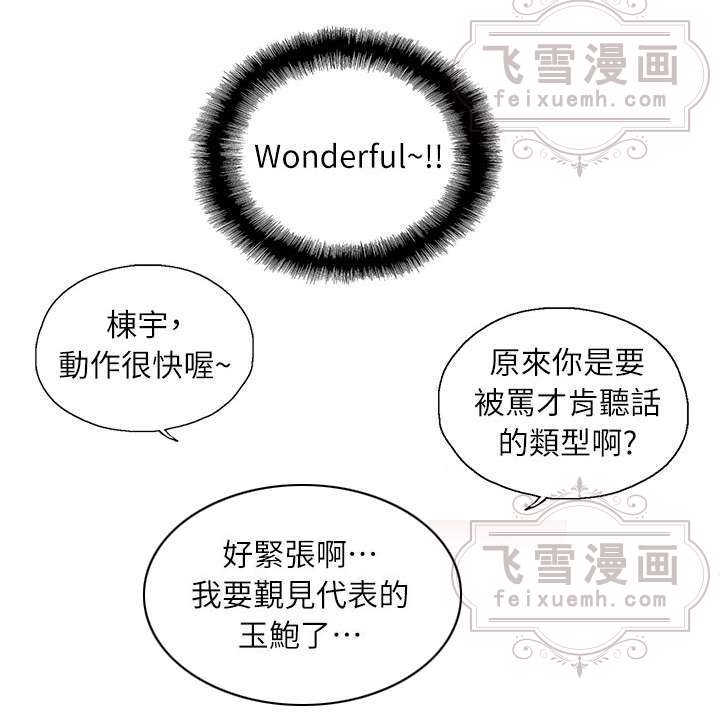 飞雪漫画
feixuemh.com
Wonderful~!!
棟宇，
動作很快喔~
原來你是要
被罵才肯聽話
的類型啊？
好緊張啊⋯
我要覲見代表的
玉鮑了⋯
飞雪漫画
feixuemh.com